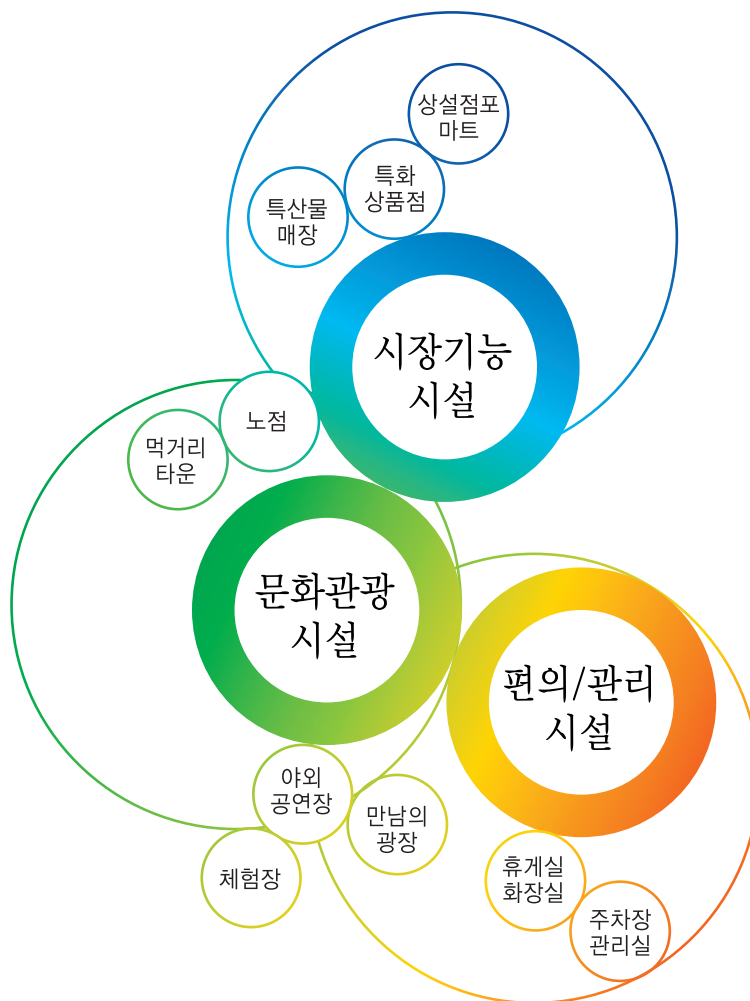 상설점포
마트
특화
상품점
특산물
매장
시장기능
시설
노점
먹거리
타운
문화관광
시설
편의/관리
시설
야외
공연장
만남의
광장
체험장
휴게실
화장실
주차장
관리실